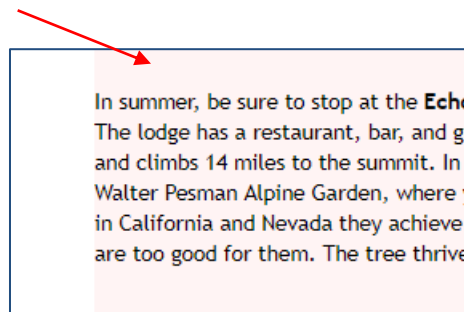 In summer, be sure to stop at the
The lodge has a restaurant, bar, and
and climbs 14 miles to the summit. In
Walter Pesman Alpine Garden, where
in California and Nevada they achieve
are too good for them. The tree thrive